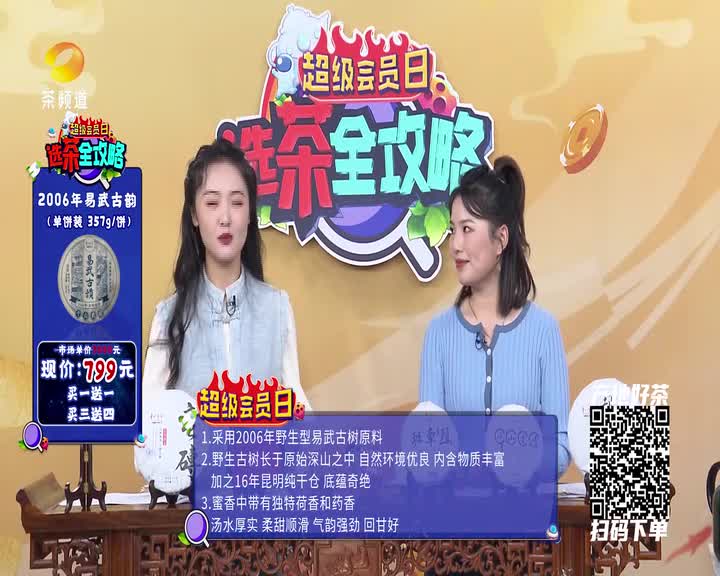 茶频道
超级会员日
选茶全攻略
2006年易武古韵
(单饼装 357g/饼)
易武古韵
市场单价
元
现价:799元
买一送一
买三送四
超级会员日
选茶全攻略
超级会员日
1.采用2006年野生型易武古树原料
2.野生古树长于原始深山之中 自然环境优良 内含物质丰富
加之16年昆明纯干仓 底蕴奇绝
3.蜜香中带有独特荷香和药香
汤水厚实 柔甜顺滑 气韵强劲 回甘好
好茶
扫码下单